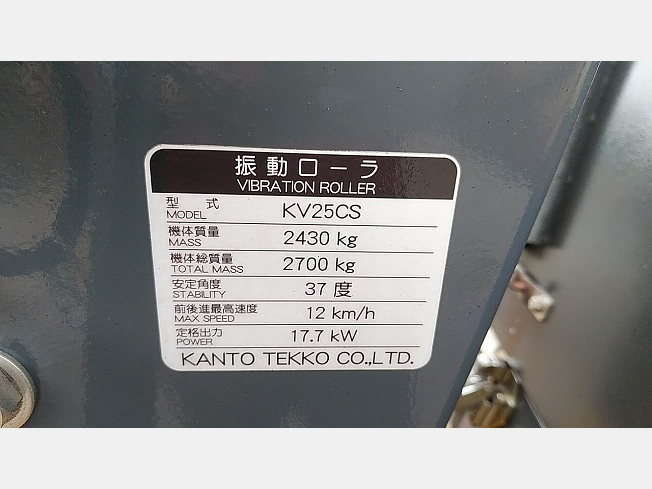 振動ローラ
VIBRATION ROLLER
型式 KV25CS
MODEL
機体質量 2430 kg
MASS
機体総質量 2700 kg
TOTAL MASS
安定角度 37 度
STABILITY
前後進最高速度 12 km/h
MAX SPEED
定格出力 17.7 kW
POWER
KANTO TEKKO CO.,LTD.